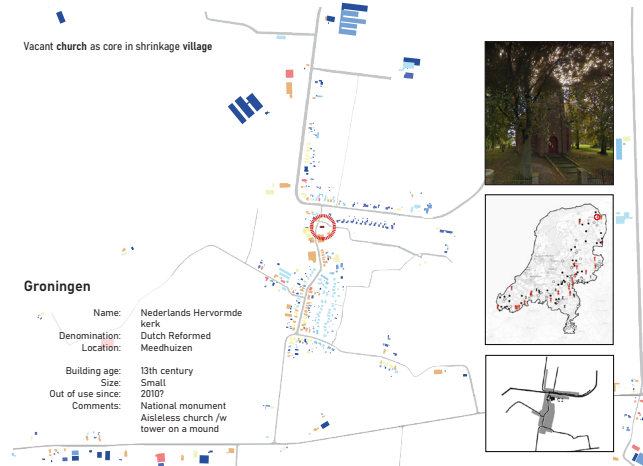 Vacant church as core in shrinkage village
Groningen
Name: Nederlands Hervormde
kerk
Denomination: Dutch Reformed
Location: Meedhuizen
Building age: 13th century
Size: Small
Out of use since: 2010?
Comments: National monument
Aisleless church /w
tower on a mound